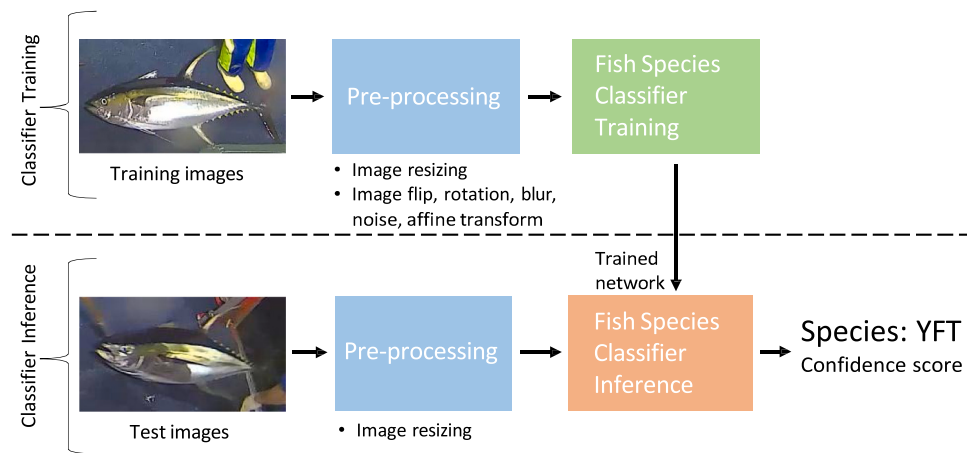 Classifier Training
Training images
Pre-processing
• Image resizing
• Image flip, rotation, blur,
noise, affine transform
Fish Species
Classifier
Training
Trained
network
Classifier Inference
Test images
Pre-processing
• Image resizing
Fish Species
Classifier
Inference
Species: YFT
Confidence score